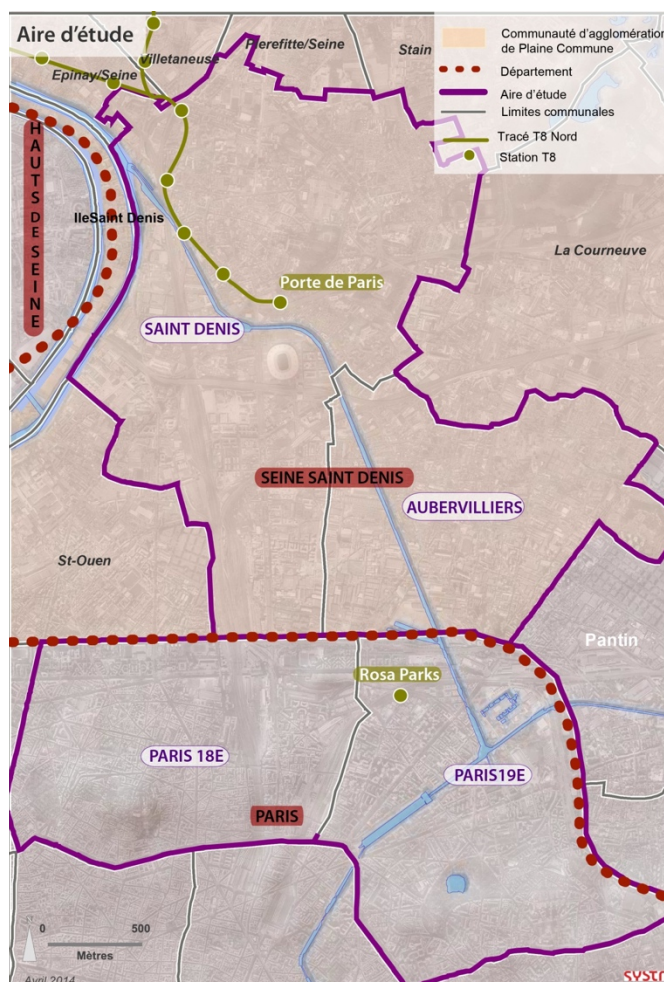 Aire d'étude
Epinay/Seine
villetaneuse
Pierefitte/Seine
Stain
Communauté d'agglomération
de Plaine Commune
Département
Aire d'étude
Limites communales
Tracé T8 Nord
Station T8
HAUTS DE SEINE
IleSaint Denis
La Courneuve
Porte de Paris
SAINT DENIS
SEINE SAINT DENIS
AUBERVILLIERS
St-Ouen
Pantin
Rosa Parks
PARIS 18E
PARIS19E
PARIS
0 500
Mètres
Avril 2014
SYSTR